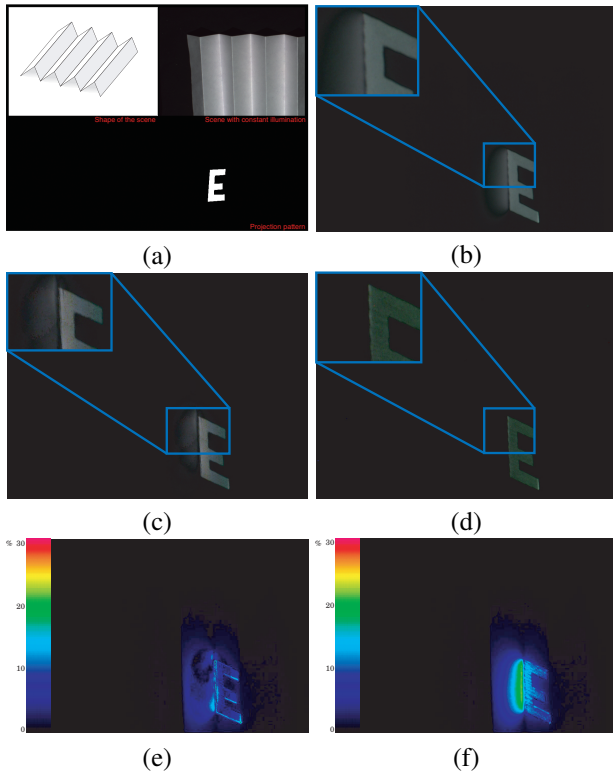 Shape of the scene
Scene with constant illumination
E
Projection pattern
(a)
E
(b)
E
(c)
E
(d)
% 30
20
10
0
E
(e)
% 30
20
10
0
E
(f)